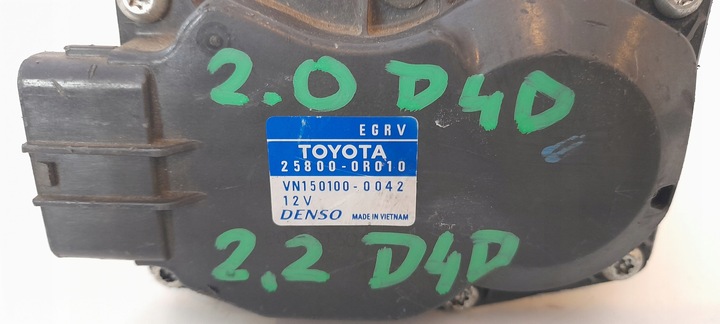 2.0 D4D
EGRV
TOYOTA
25800-0R010
VN150100-0042
12V
DENSO MADE IN VIETNAM
2.2 D4D